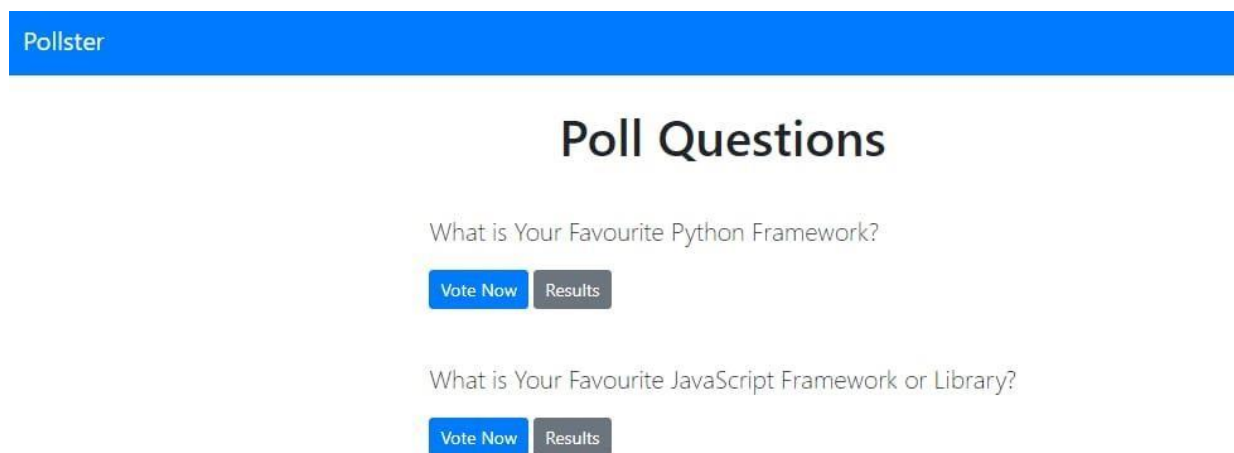 Pollster
Poll Questions
What is Your Favourite Python Framework?
Vote Now Results
What is Your Favourite JavaScript Framework or Library?
Vote Now Results